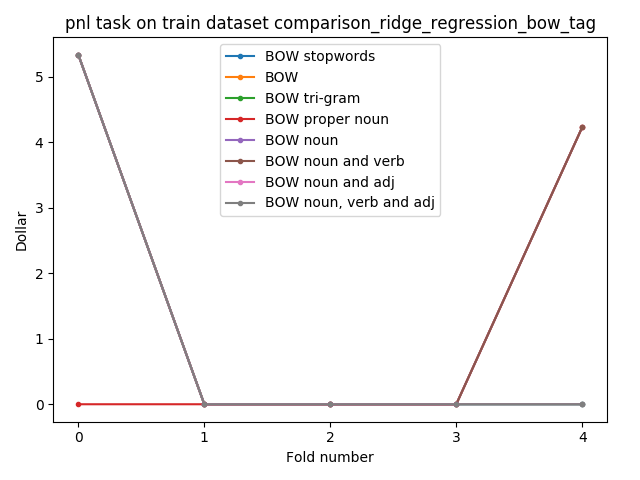 pnl task on train dataset comparison_ridge_regression_bow_tag
BOW stopwords
BOW
BOW tri-gram
BOW proper noun
BOW noun
BOW noun and verb
BOW noun and adj
BOW noun, verb and adj
Dollar
5
4
3
2
1
0
0 1 2 3 4
Fold number